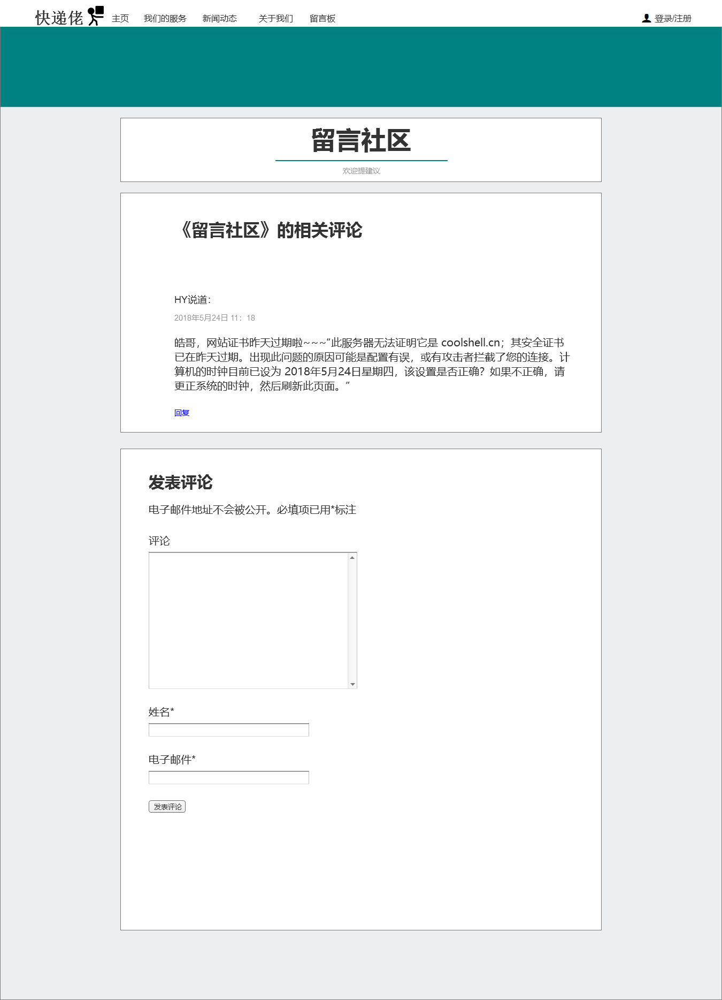 快递佬 主页 我们的服务 新闻动态 关于我们 留言板 登录/注册
留言社区
欢迎提建议
《留言社区》的相关评论
HY说道：
2018年5月24日 11：18
皓哥，网站证书昨天过期啦~~~“此服务器无法证明它是 coolshell.cn；其安全证书
已在昨天过期。出现此问题的原因可能是配置有误，或有攻击者拦截了您的连接。计
算机的时钟目前已设为 2018年5月24日星期四，该设置是否正确？如果不正确，请
更正系统的时钟，然后刷新此页面。”
回复
发表评论
电子邮件地址不会被公开。必填项已用*标注
评论
姓名*
电子邮件*
发表评论